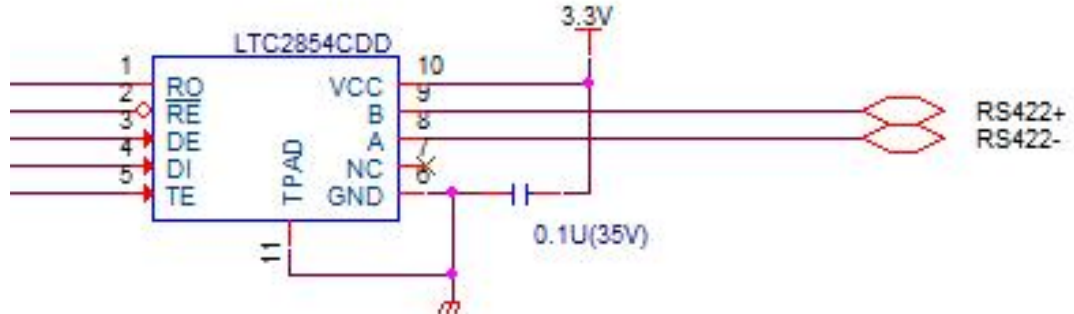 3.3V
LTC2854CDD
1
RO
VCC
10
2
RE
B
9
RS422+
3
DE
A
8
RS422-
4
DI
NC
7
5
TE
TPAD
GND
6
0.1U(35V)
11